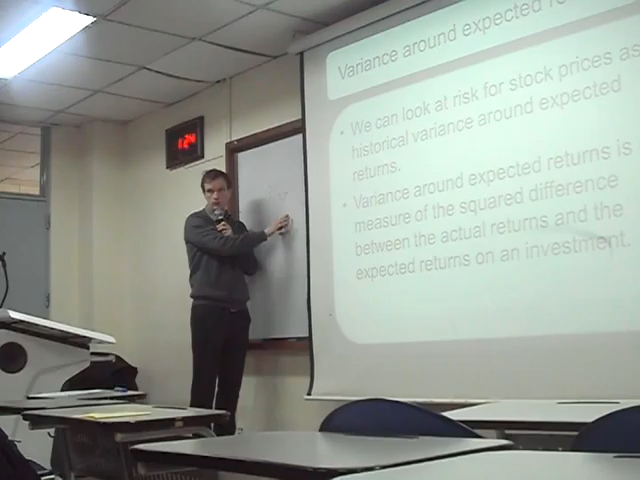 1:24
Variance around expected
• We can look at risk for stock prices as
historical variance around expected
returns.
• Variance around expected returns is
measure of the squared difference
between the actual returns and the
expected returns on an investment.